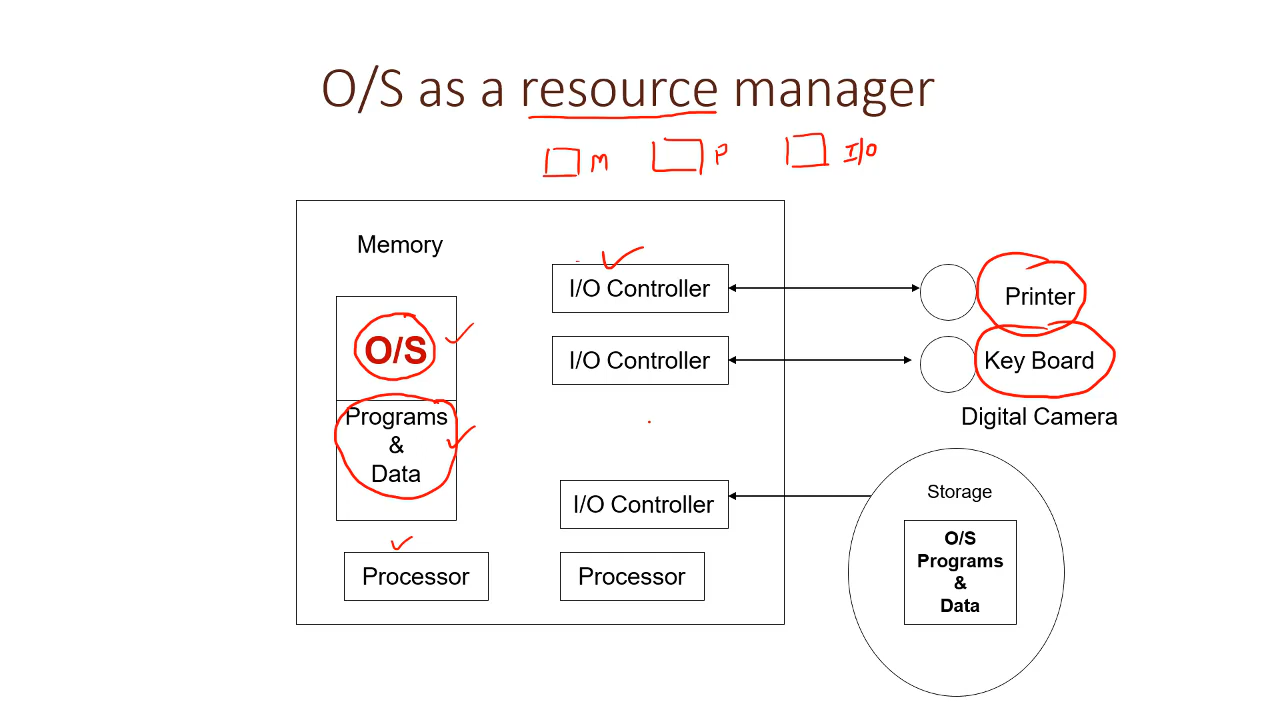 O/S as a resource manager
M P I/O
Memory
I/O Controller
Printer
O/S
I/O Controller
Key Board
Programs
&
Data
Digital Camera
I/O Controller
Storage
O/S
Programs
&
Data
Processor
Processor